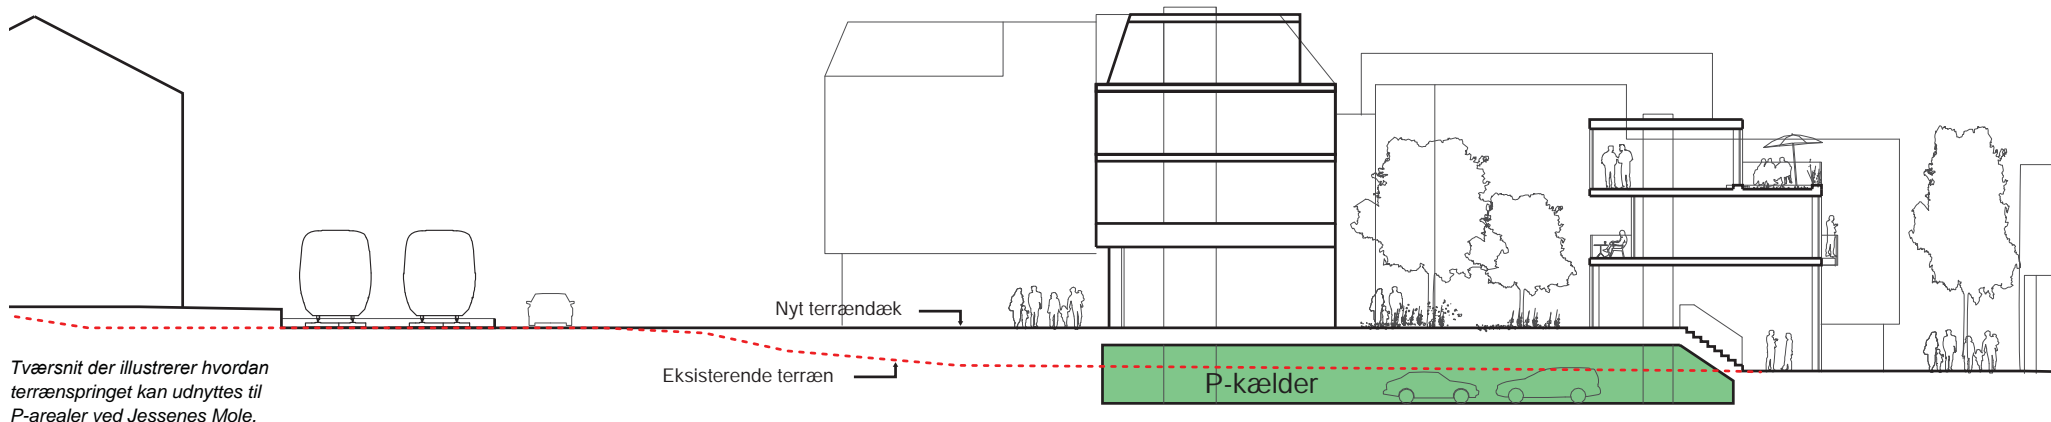 Nyt terrændæk
Eksisterende terræn
P-kælder
Tværsnit der illustrerer hvordan
terrænspringet kan udnyttes til
P-arealer ved Jessenes Mole.